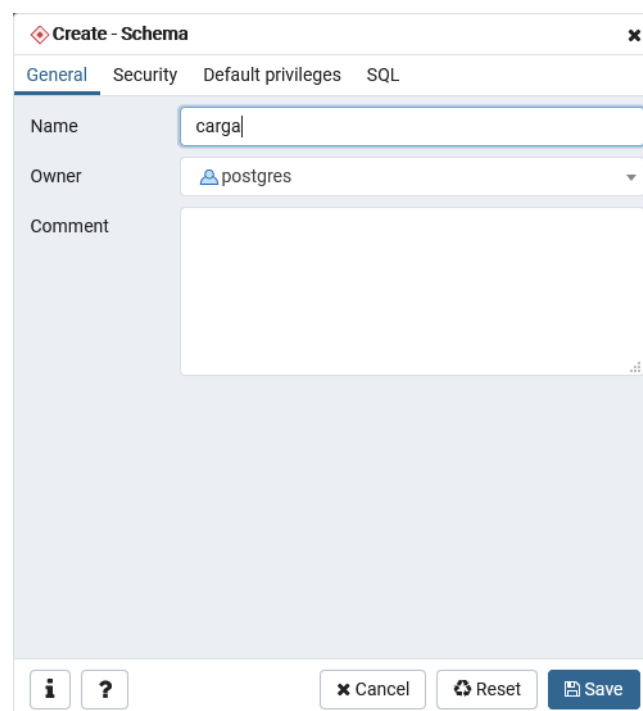 Create - Schema
General Security Default privileges SQL
Name carga
Owner postgres
Comment
i ? Cancel Reset Save